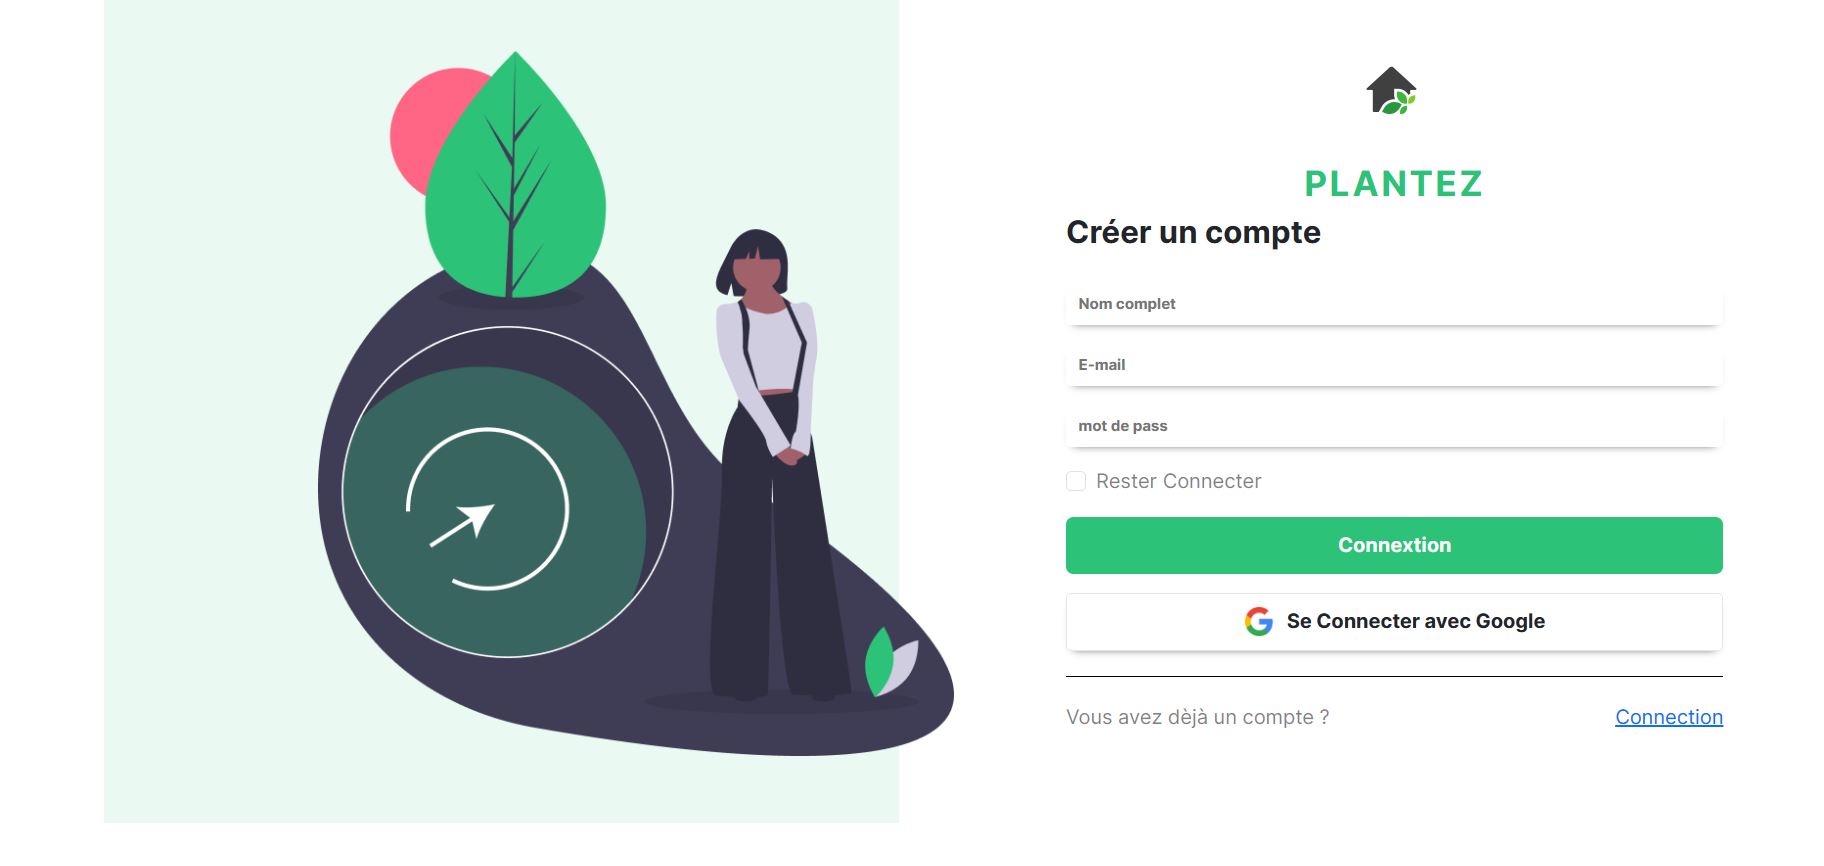 PLANTEZ
Créer un compte
Nom complet
E-mail
mot de pass
Rester Connecter
Connextion
Se Connecter avec Google
Vous avez dèjà un compte ?
Connection